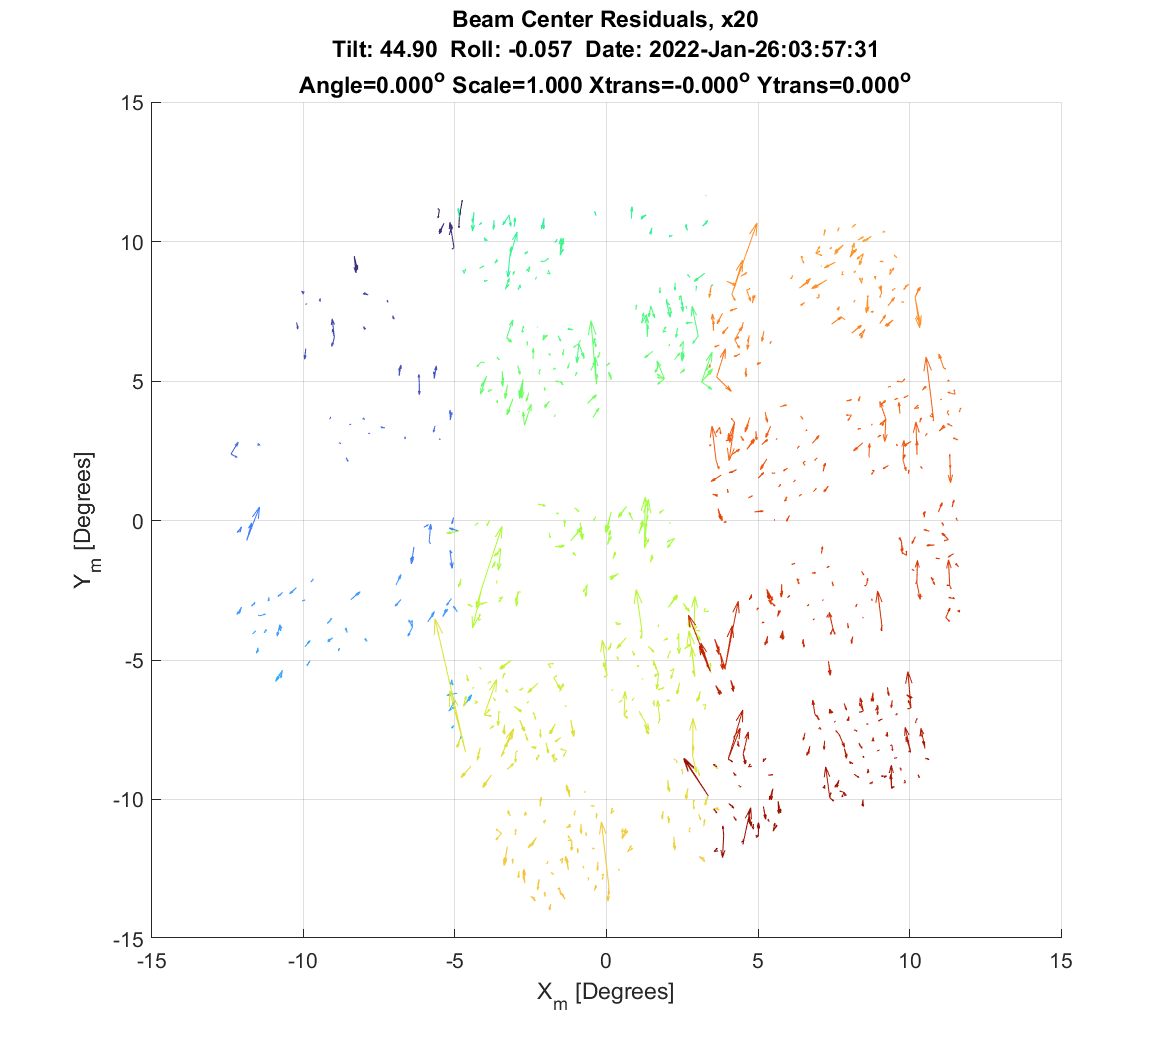 Beam Center Residuals, x20
Tilt: 44.90 Roll: -0.057 Date: 2022-Jan-26:03:57:31
Angle=0.000° Scale=1.000 Xtrans=-0.000° Ytrans=0.000°
15
10
5
0
-5
-10
-15
Y_m [Degrees]
-15 -10 -5 0 5 10 15
X_m [Degrees]